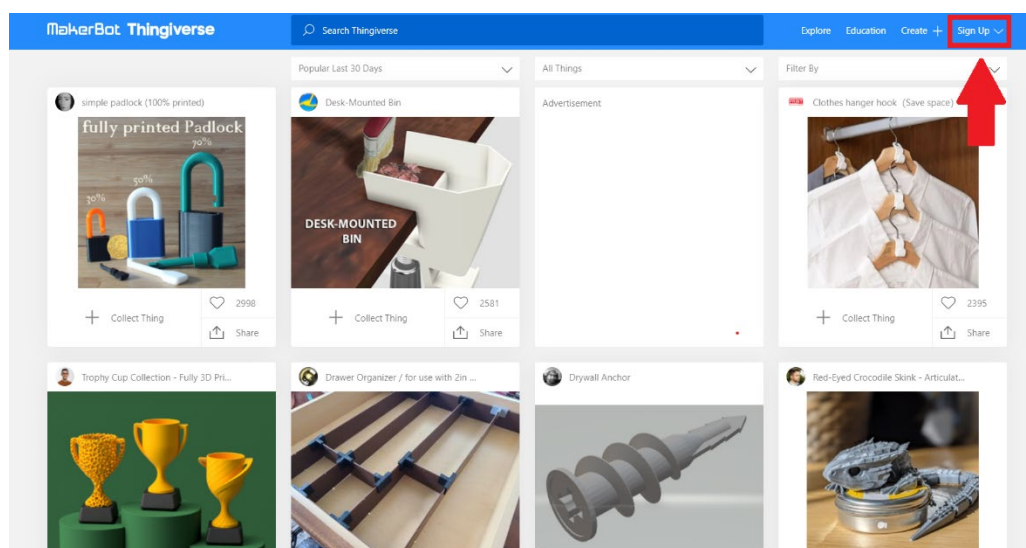 MakerBot Thingiverse
Search Thingiverse
Explore Education Create + Sign Up
Popular Last 30 Days
All Things
Filter By
simple padlock (100% printed)
fully printed Padlock
30%
50%
70%
Collect Thing
2998
Share
Desk-Mounted Bin
DESK-MOUNTED
BIN
Collect Thing
2581
Share
Advertisement
Clothes hanger hook (Save space)
Collect Thing
2395
Share
Trophy Cup Collection - Fully 3D Pri...
Drawer Organizer / for use with 2in ...
Drywall Anchor
Red-Eyed Crocodile Skink - Articulat...